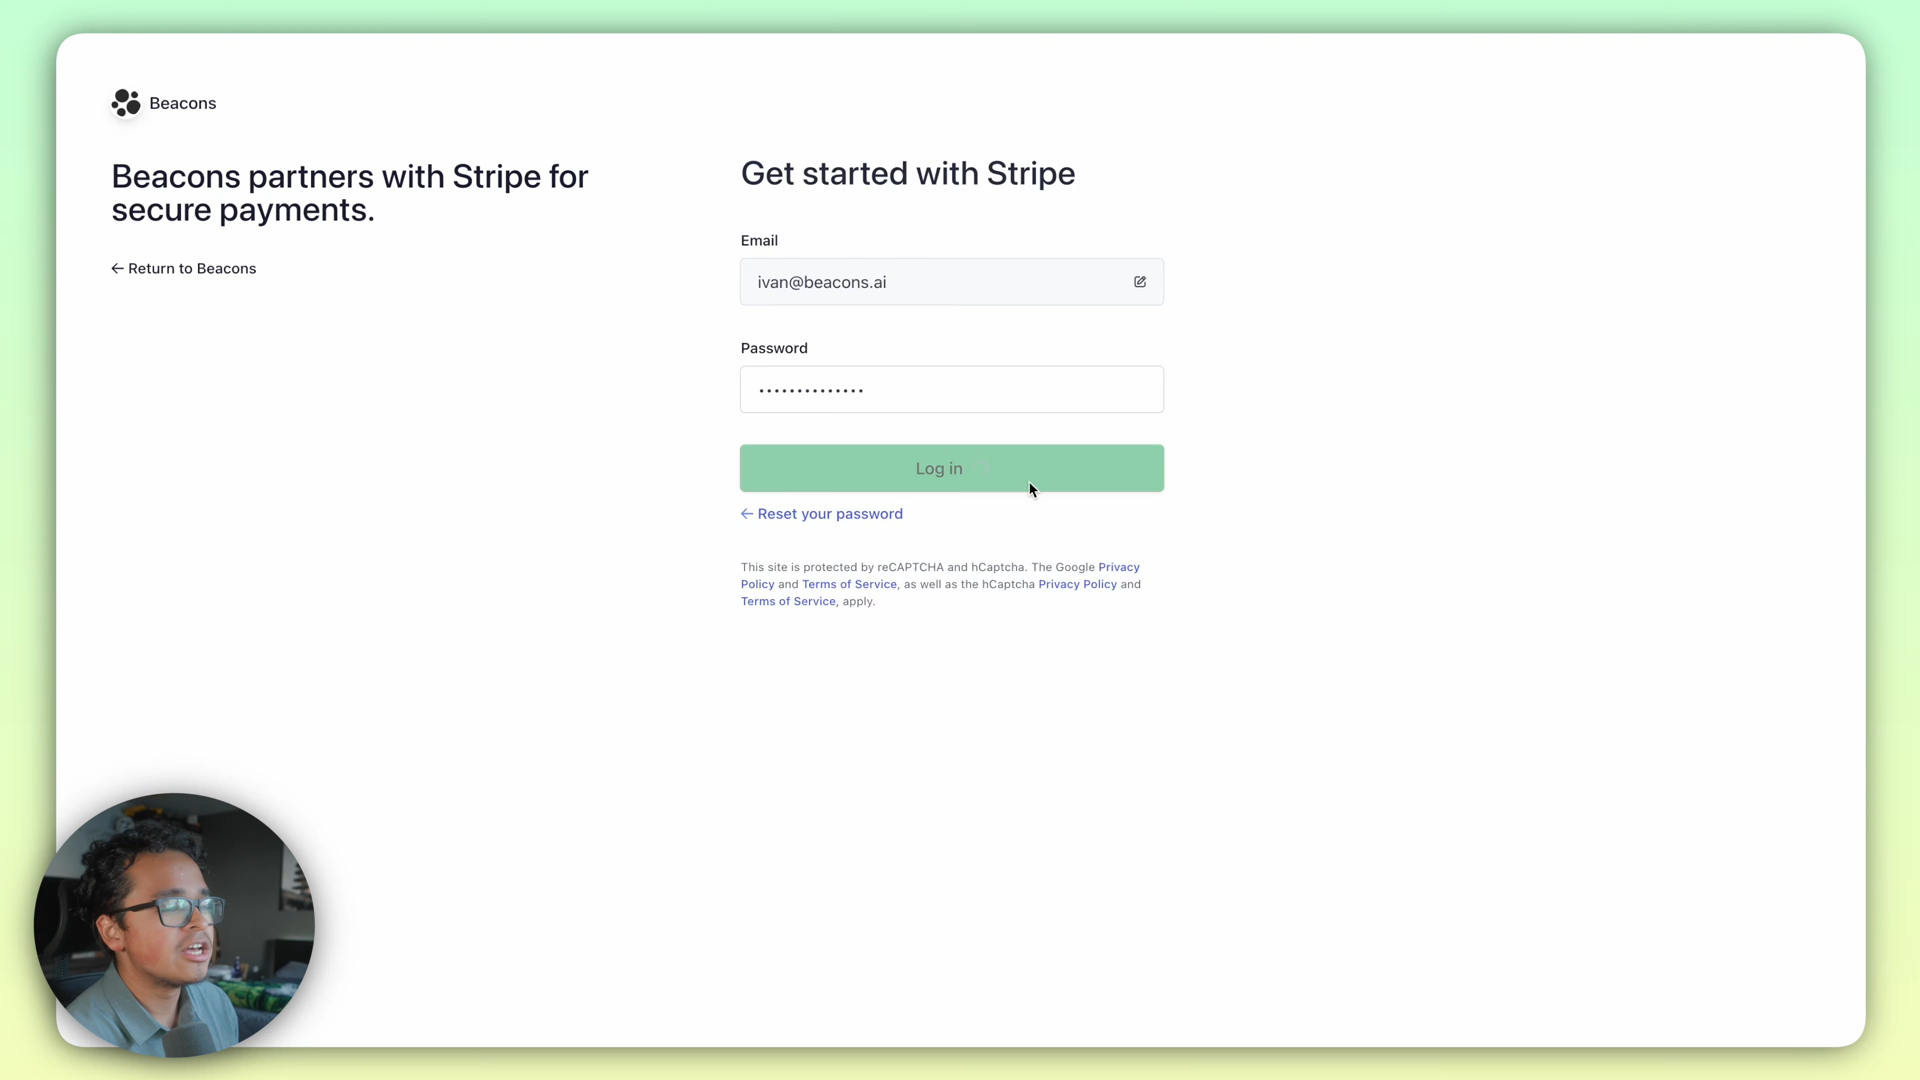 Beacons
Beacons partners with Stripe for
secure payments.
← Return to Beacons
Get started with Stripe
Email
ivan@beacons.ai
Password
••••••••••••••
Log in
← Reset your password
This site is protected by reCAPTCHA and hCaptcha. The Google Privacy
Policy and Terms of Service, as well as the hCaptcha Privacy Policy and
Terms of Service, apply.